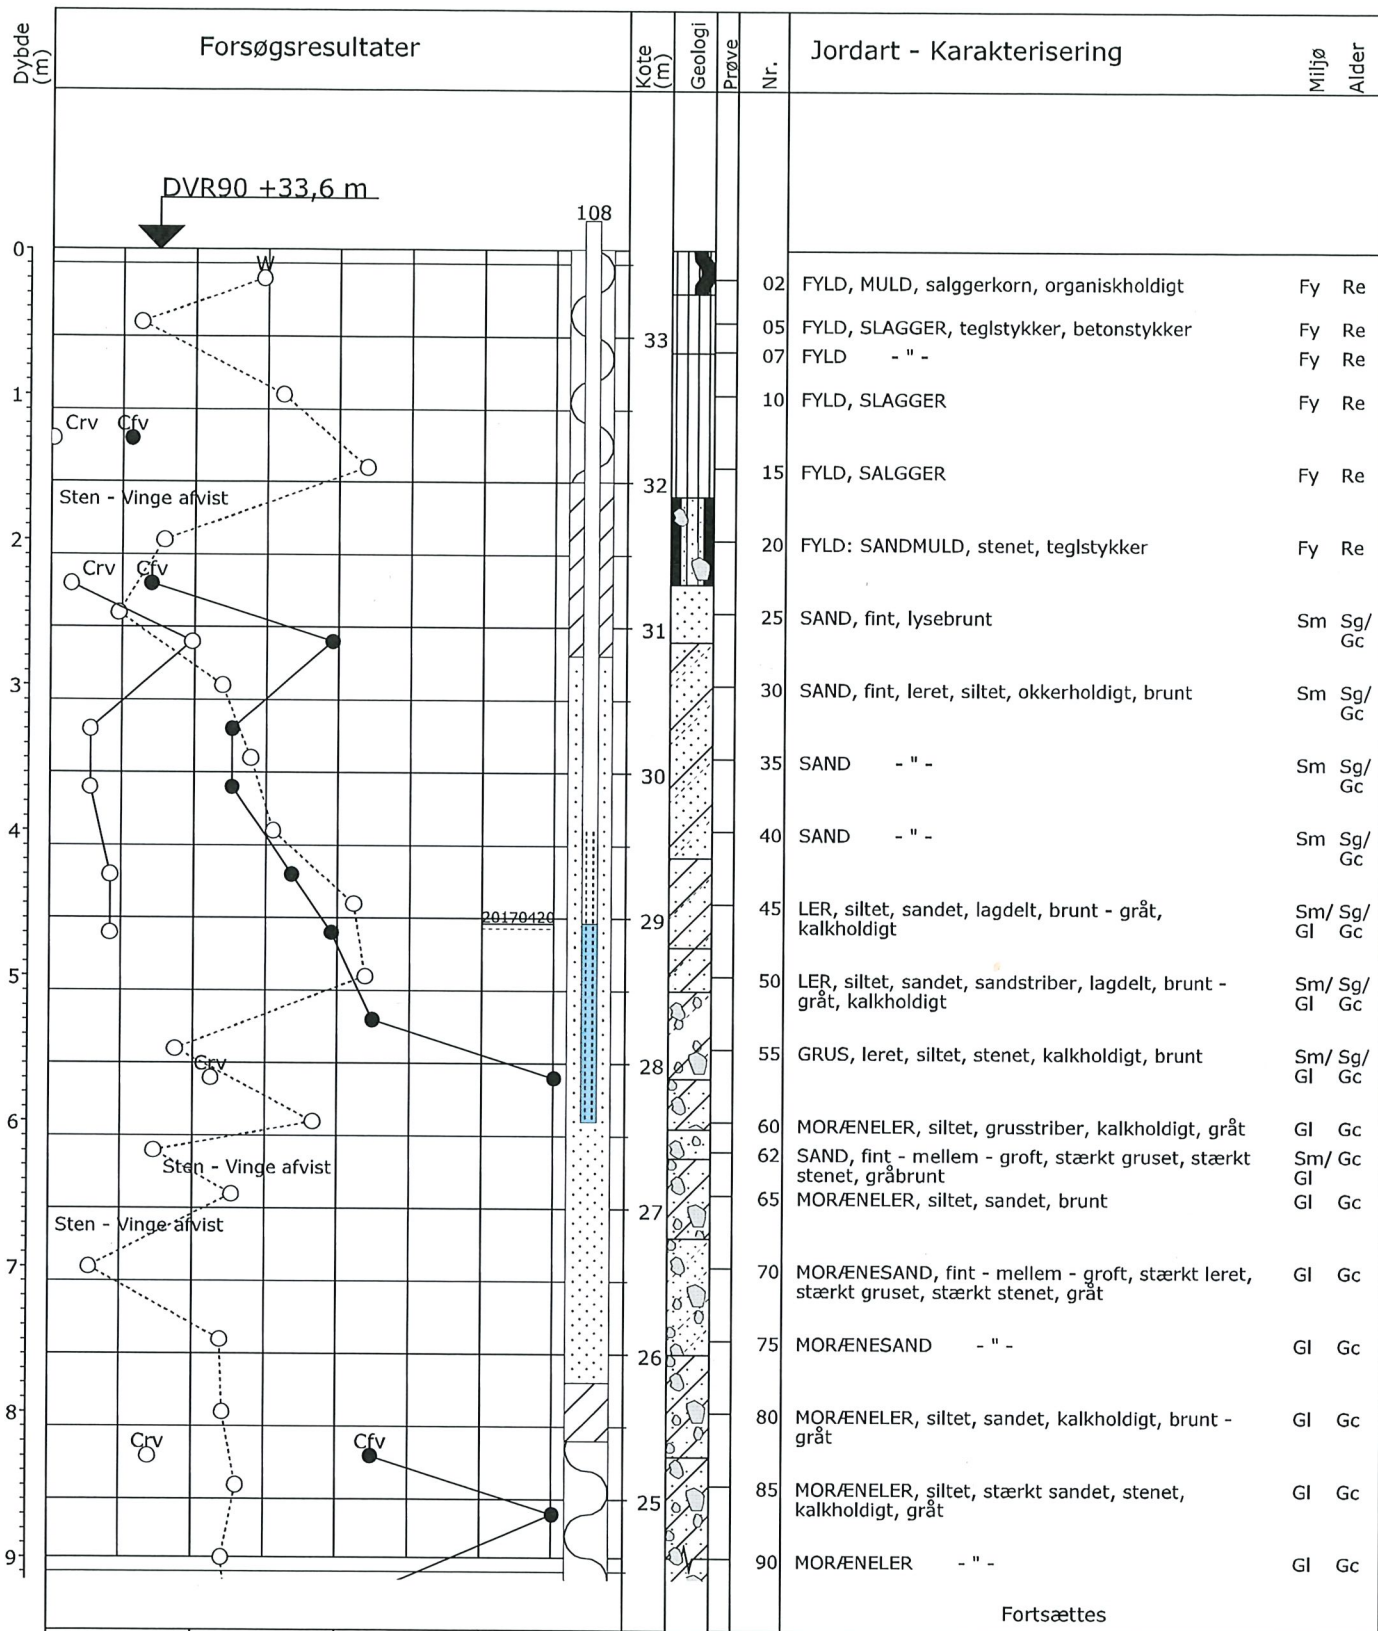 Dybde (m)
Forsøgsresultater
Kote (m)
Geologi
Prøve
Nr.
Jordart - Karakterisering
Miljø
Alder
DVR90 +33,6 m
108
0
W
02 FYLD, MULD, salggerkorn, organiskholdigt Fy Re
05 FYLD, SLAGGER, teglstykker, betonstykker Fy Re
33
07 FYLD - " - Fy Re
1
10 FYLD, SLAGGER Fy Re
Crv Cfv
15 FYLD, SALGGER Fy Re
32
Sten - Vinge afvist
2
20 FYLD: SANDMULD, stenet, teglstykker Fy Re
Crv Cfv
25 SAND, fint, lysebrunt Sm Sg/
Gc
31
3
30 SAND, fint, leret, siltet, okkerholdigt, brunt Sm Sg/
Gc
35 SAND - " - Sm Sg/
Gc
30
4
40 SAND - " - Sm Sg/
Gc
45 LER, siltet, sandet, lagdelt, brunt - gråt, Sm/ Sg/
kalkholdigt Gl Gc
20170420
29
5
50 LER, siltet, sandet, sandstriber, lagdelt, brunt - Sm/ Sg/
gråt, kalkholdigt Gl Gc
55 GRUS, leret, siltet, stenet, kalkholdigt, brunt Sm/ Sg/
Gl Gc
Crv
28
6
60 MORÆNELER, siltet, grusstriber, kalkholdigt, gråt Gl Gc
62 SAND, fint - mellem - groft, stærkt gruset, stærkt Sm/ Gc
stenet, gråbrunt Gl
Sten - Vinge afvist
65 MORÆNELER, siltet, sandet, brunt Gl Gc
27
Sten - Vinge afvist
7
70 MORÆNESAND, fint - mellem - groft, stærkt leret, Gl Gc
stærkt gruset, stærkt stenet, gråt
75 MORÆNESAND - " - Gl Gc
26
8
80 MORÆNELER, siltet, sandet, kalkholdigt, brunt - Gl Gc
gråt
Crv Cfv
85 MORÆNELER, siltet, stærkt sandet, stenet, Gl Gc
kalkholdigt, gråt
25
9
90 MORÆNELER - " - Gl Gc
Fortsættes